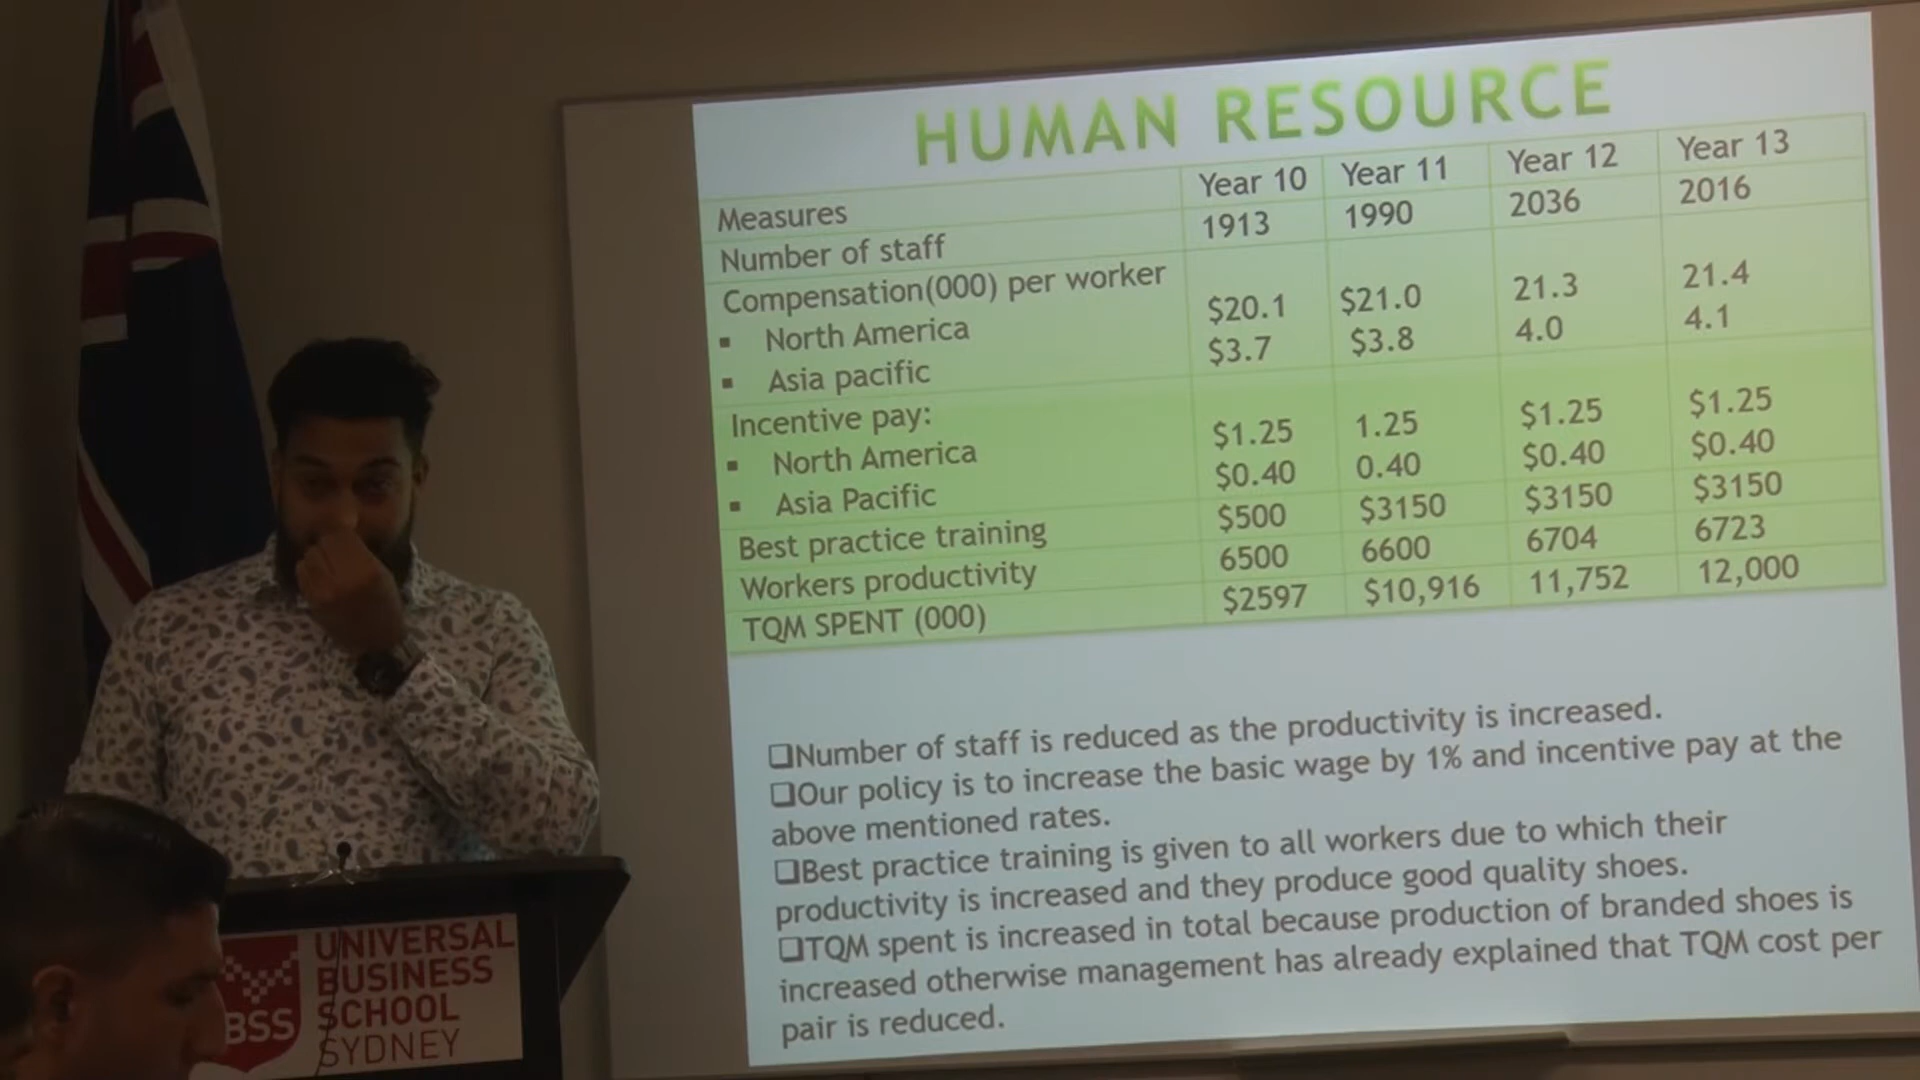 HUMAN RESOURCE
Measures Year 10 Year 11 Year 12 Year 13
Number of staff 1913 1990 2036 2016
Compensation(000) per worker
▪ North America $20.1 $21.0 21.3 21.4
▪ Asia pacific $3.7 $3.8 4.0 4.1
Incentive pay:
▪ North America $1.25 1.25 $1.25 $1.25
▪ Asia Pacific $0.40 0.40 $0.40 $0.40
Best practice training $500 $3150 $3150 $3150
Workers productivity 6500 6600 6704 6723
TQM SPENT (000) $2597 $10,916 11,752 12,000
❑Number of staff is reduced as the productivity is increased.
❑Our policy is to increase the basic wage by 1% and incentive pay at the
above mentioned rates.
❑Best practice training is given to all workers due to which their
productivity is increased and they produce good quality shoes.
❑TQM spent is increased in total because production of branded shoes is
increased otherwise management has already explained that TQM cost per
pair is reduced.
UNIVERSAL
BUSINESS
SCHOOL
SYDNEY
UBSS